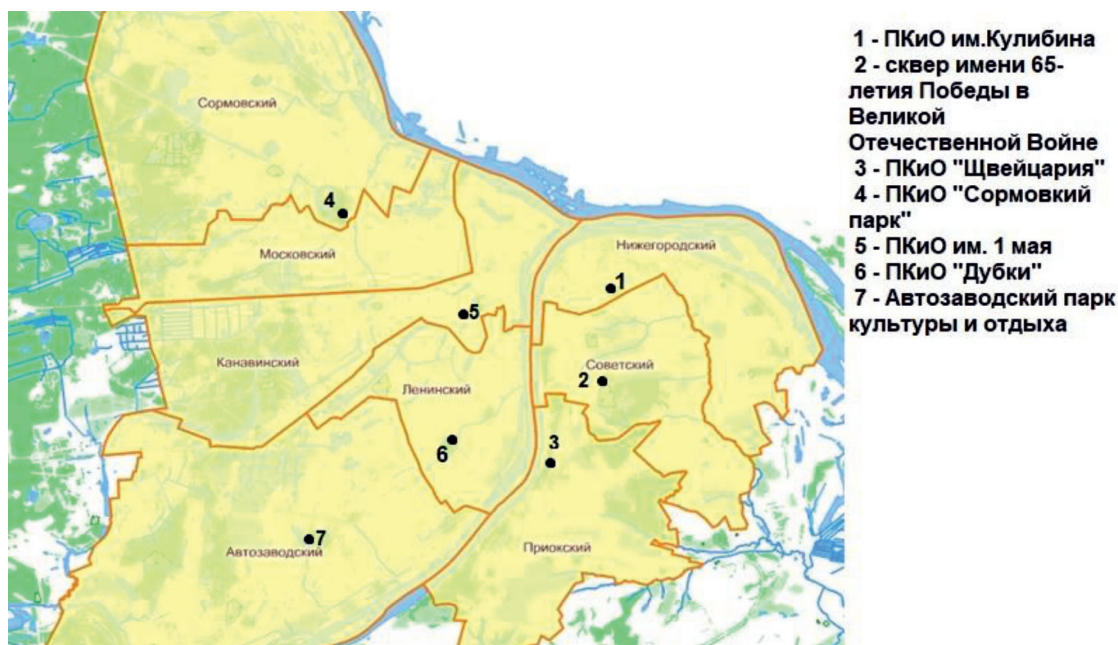 Сормовский
4
Московский
Нижегородский
1
5
Канавинский
Ленинский
Советский
2
3
6
7
Автозаводский
Приокский
1 - ПКиО им.Кулибина
2 - сквер имени 65-
летия Победы в
Великой
Отечественной Войне
3 - ПКиО "Щвейцария"
4 - ПКиО "Сормовкий
парк"
5 - ПКиО им. 1 мая
6 - ПКиО "Дубки"
7 - Автозаводский парк
культуры и отдыха